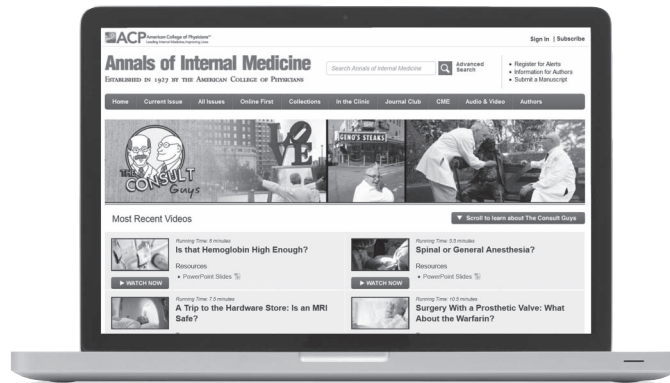 ACP American College of Physicians™
Leading Internal Medicine, Improving Lives
Sign In | Subscribe
Annals of Internal Medicine
ESTABLISHED IN 1927 BY THE AMERICAN COLLEGE OF PHYSICIANS
Search Annals of Internal Medicine
Advanced
Search
• Register for Alerts
• Information for Authors
• Submit a Manuscript
Home Current Issue All Issues Online First Collections In the Clinic Journal Club CME Audio & Video Authors
THE
CONSULT
Guys
LOVE
GENO'S STEAKS
Most Recent Videos
▼ Scroll to learn about The Consult Guys
Running Time: 6 minutes
Is that Hemoglobin High Enough?
Resources
• PowerPoint Slides
▶ WATCH NOW
Running Time: 5.5 minutes
Spinal or General Anesthesia?
Resources
• PowerPoint Slides
▶ WATCH NOW
Running Time: 7.5 minutes
A Trip to the Hardware Store: Is an MRI
Safe?
Running Time: 10.5 minutes
Surgery With a Prosthetic Valve: What
About the Warfarin?